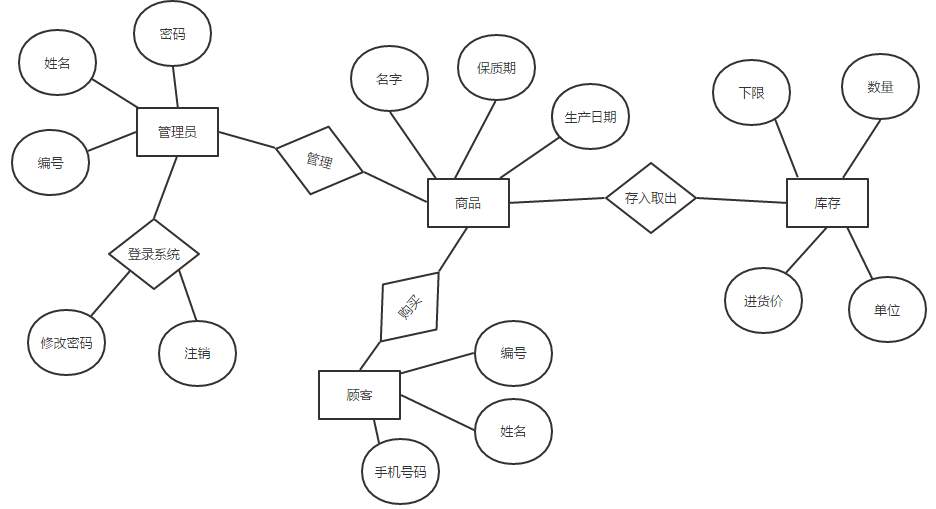 密码
姓名
管理员
编号
登录系统
修改密码
注销
管理
名字
保质期
生产日期
商品
存入取出
下限
数量
库存
进货价
单位
购买
顾客
编号
姓名
手机号码